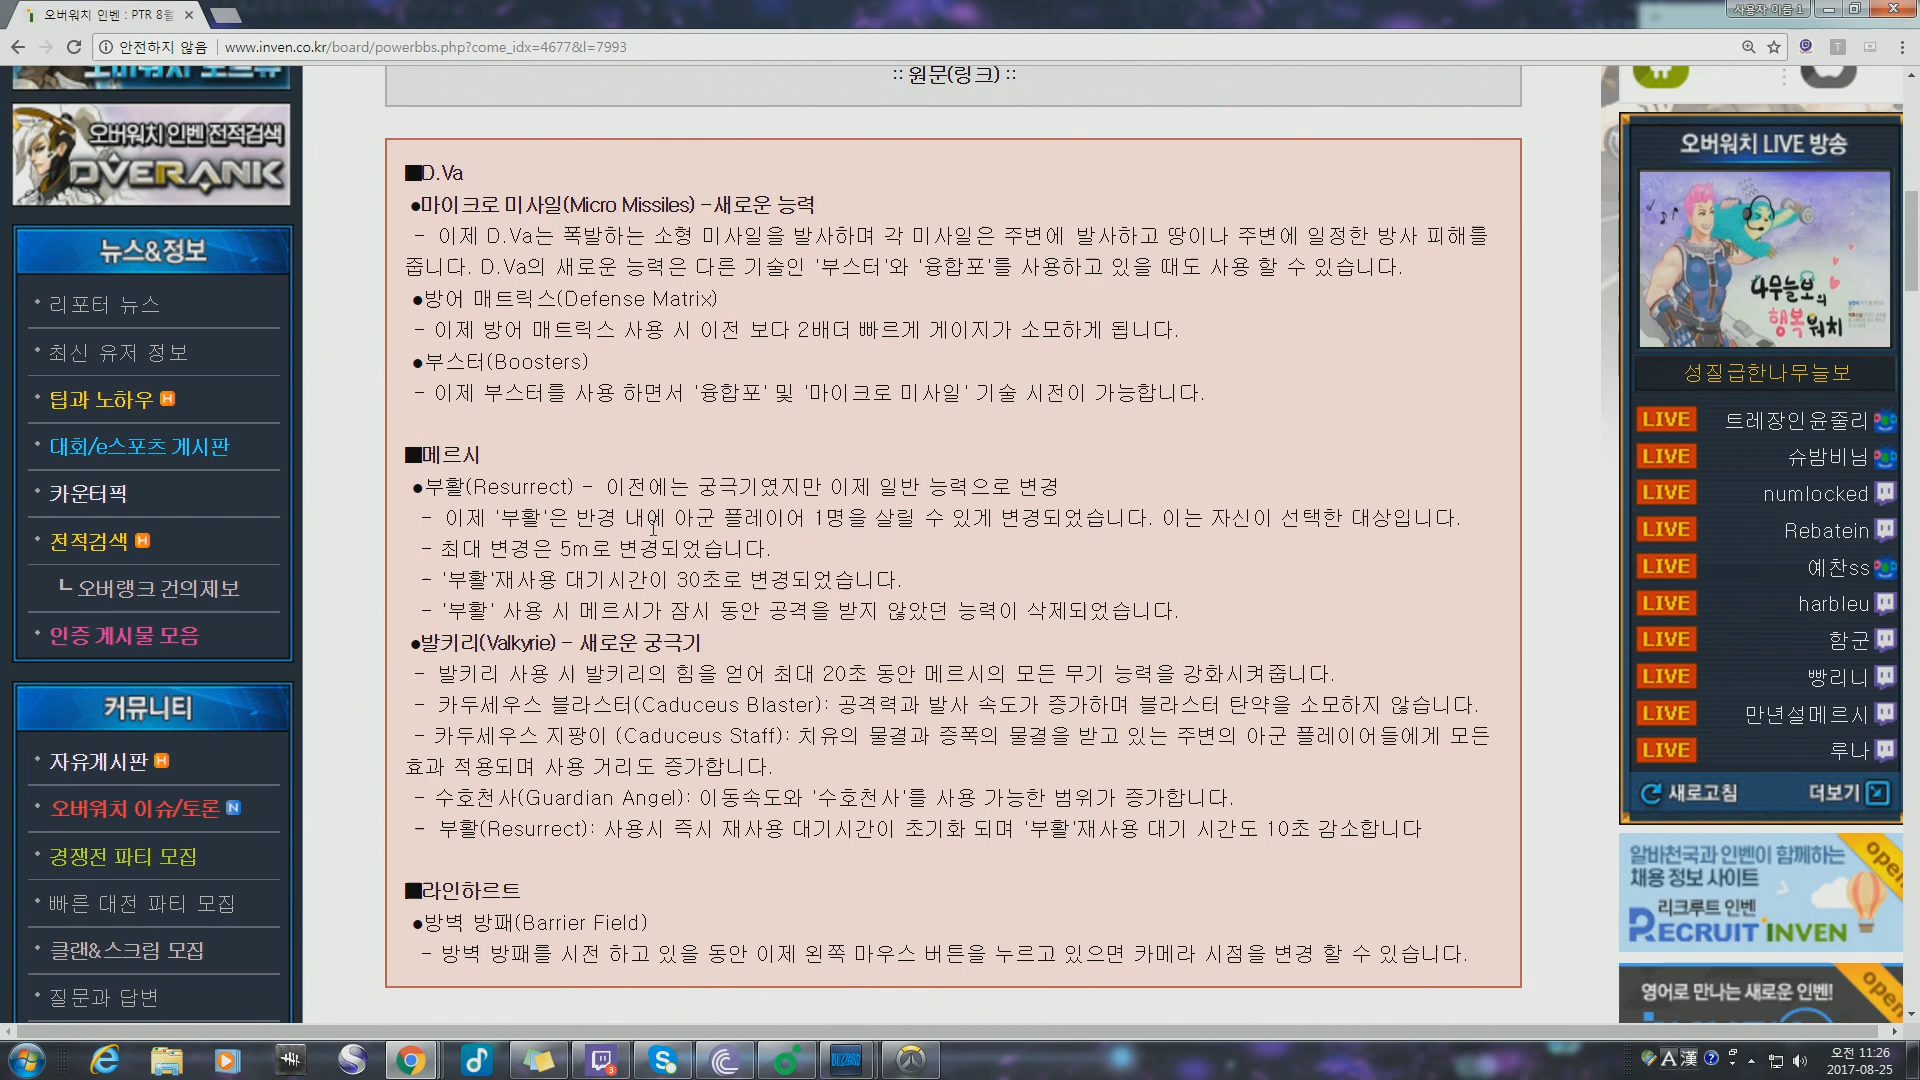 오버워치 인벤 : PTR 8월
사용자 이름 1
안전하지 않음
www.inven.co.kr/board/powerbbs.php?come_idx=4677&l=7993
:: 원문(링크) ::
오버워치 인벤 전적검색
OVERANK
뉴스&정보
리포터 뉴스
최신 유저 정보
팁과 노하우 H
대회/e스포츠 게시판
카운터픽
전적검색 H
┗ 오버랭크 건의제보
인증 게시물 모음
커뮤니티
자유게시판 H
오버워치 이슈/토론 N
경쟁전 파티 모집
빠른 대전 파티 모집
클랜&스크림 모집
질문과 답변
■D.Va
●마이크로 미사일(Micro Missiles) - 새로운 능력
- 이제 D.Va는 폭발하는 소형 미사일을 발사하며 각 미사일은 주변에 발사하고 땅이나 주변에 일정한 방사 피해를
줍니다. D.Va의 새로운 능력은 다른 기술인 '부스터'와 '융합포'를 사용하고 있을 때도 사용 할 수 있습니다.
●방어 매트릭스(Defense Matrix)
- 이제 방어 매트릭스 사용 시 이전 보다 2배더 빠르게 게이지가 소모하게 됩니다.
●부스터(Boosters)
- 이제 부스터를 사용 하면서 '융합포' 및 '마이크로 미사일' 기술 시전이 가능합니다.
■메르시
●부활(Resurrect) - 이전에는 궁극기였지만 이제 일반 능력으로 변경
- 이제 '부활'은 반경 내에 아군 플레이어 1명을 살릴 수 있게 변경되었습니다. 이는 자신이 선택한 대상입니다.
- 최대 변경은 5m로 변경되었습니다.
- '부활'재사용 대기시간이 30초로 변경되었습니다.
- '부활' 사용 시 메르시가 잠시 동안 공격을 받지 않았던 능력이 삭제되었습니다.
●발키리(Valkyrie) - 새로운 궁극기
- 발키리 사용 시 발키리의 힘을 얻어 최대 20초 동안 메르시의 모든 무기 능력을 강화시켜줍니다.
- 카두세우스 블라스터(Caduceus Blaster): 공격력과 발사 속도가 증가하며 블라스터 탄약을 소모하지 않습니다.
- 카두세우스 지팡이 (Caduceus Staff): 치유의 물결과 증폭의 물결을 받고 있는 주변의 아군 플레이어들에게 모든
효과 적용되며 사용 거리도 증가합니다.
- 수호천사(Guardian Angel): 이동속도와 '수호천사'를 사용 가능한 범위가 증가합니다.
- 부활(Resurrect): 사용시 즉시 재사용 대기시간이 초기화 되며 '부활'재사용 대기 시간도 10초 감소합니다
■라인하르트
●방벽 방패(Barrier Field)
- 방벽 방패를 시전 하고 있을 동안 이제 왼쪽 마우스 버튼을 누르고 있으면 카메라 시점을 변경 할 수 있습니다.
오버워치 LIVE 방송
나무늘보의
행복워치
성질급한나무늘보
LIVE 트레장인윤줄리
LIVE 슈밤비님
LIVE numlocked
LIVE Rebatein
LIVE 예찬ss
LIVE harbleu
LIVE 함군
LIVE 빵리니
LIVE 만년설메르시
LIVE 루나
새로고침 더보기
알바천국과 인벤이 함께하는
채용 정보 사이트
리크루트 인벤
RECRUIT INVEN
open
영어로 만나는 새로운 인벤!
open
BLIZZARD
A 漢
오전 11:26
2017-08-25